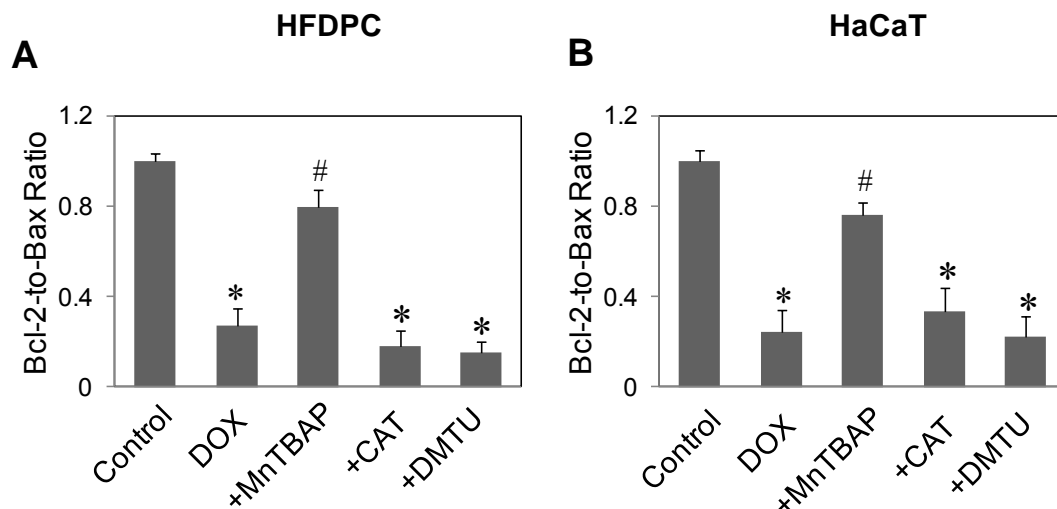 HFDPC
A
Bcl-2-to-Bax Ratio
1.2
0.8
0.4
0
#
*
*
*
Control
DOX
+MnTBAP
+CAT
+DMTU
HaCaT
B
Bcl-2-to-Bax Ratio
1.2
0.8
0.4
0
#
*
*
*
Control
DOX
+MnTBAP
+CAT
+DMTU